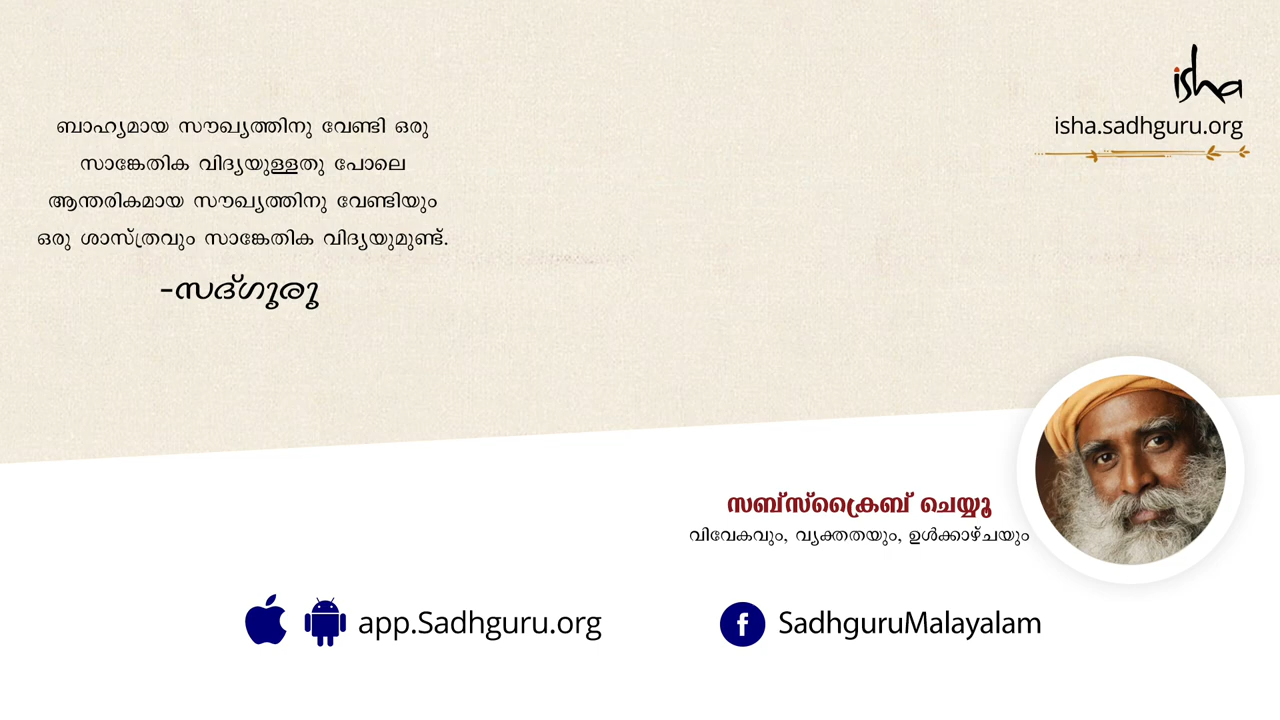 ബാഹ്യമായ സൗഖ്യത്തിനു വേണ്ടി ഒരു
സാങ്കേതിക വിദ്യയുള്ളതു പോലെ
ആന്തരികമായ സൗഖ്യത്തിനു വേണ്ടിയും
ഒരു ശാസ്ത്രവും സാങ്കേതിക വിദ്യയുമുണ്ട്.
-സദ്ഗുരു
isha
isha.sadhguru.org
സബ്സ്ക്രൈബ് ചെയ്യൂ
വിവേകവും, വ്യക്തതയും, ഉൾക്കാഴ്ചയും
app.Sadhguru.org
f SadhguruMalayalam